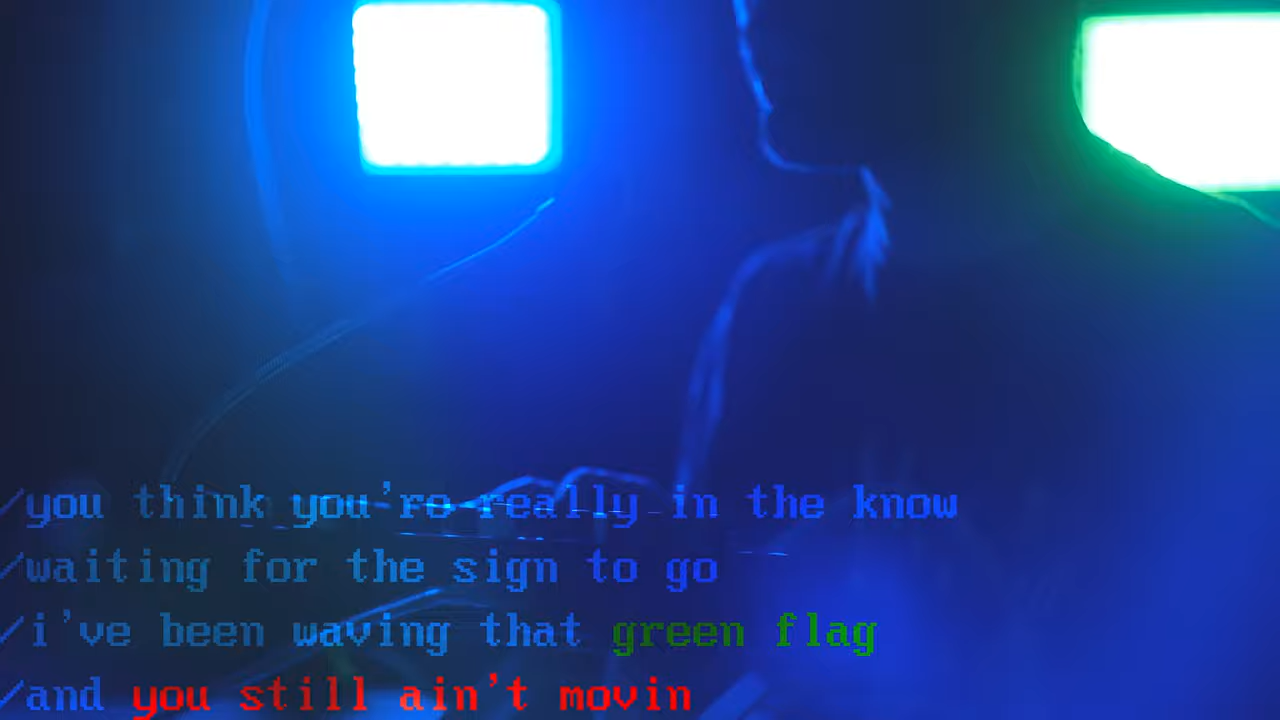 /you think you're really in the know
/waiting for the sign to go
/i've been waving that green flag
/and you still ain't movin